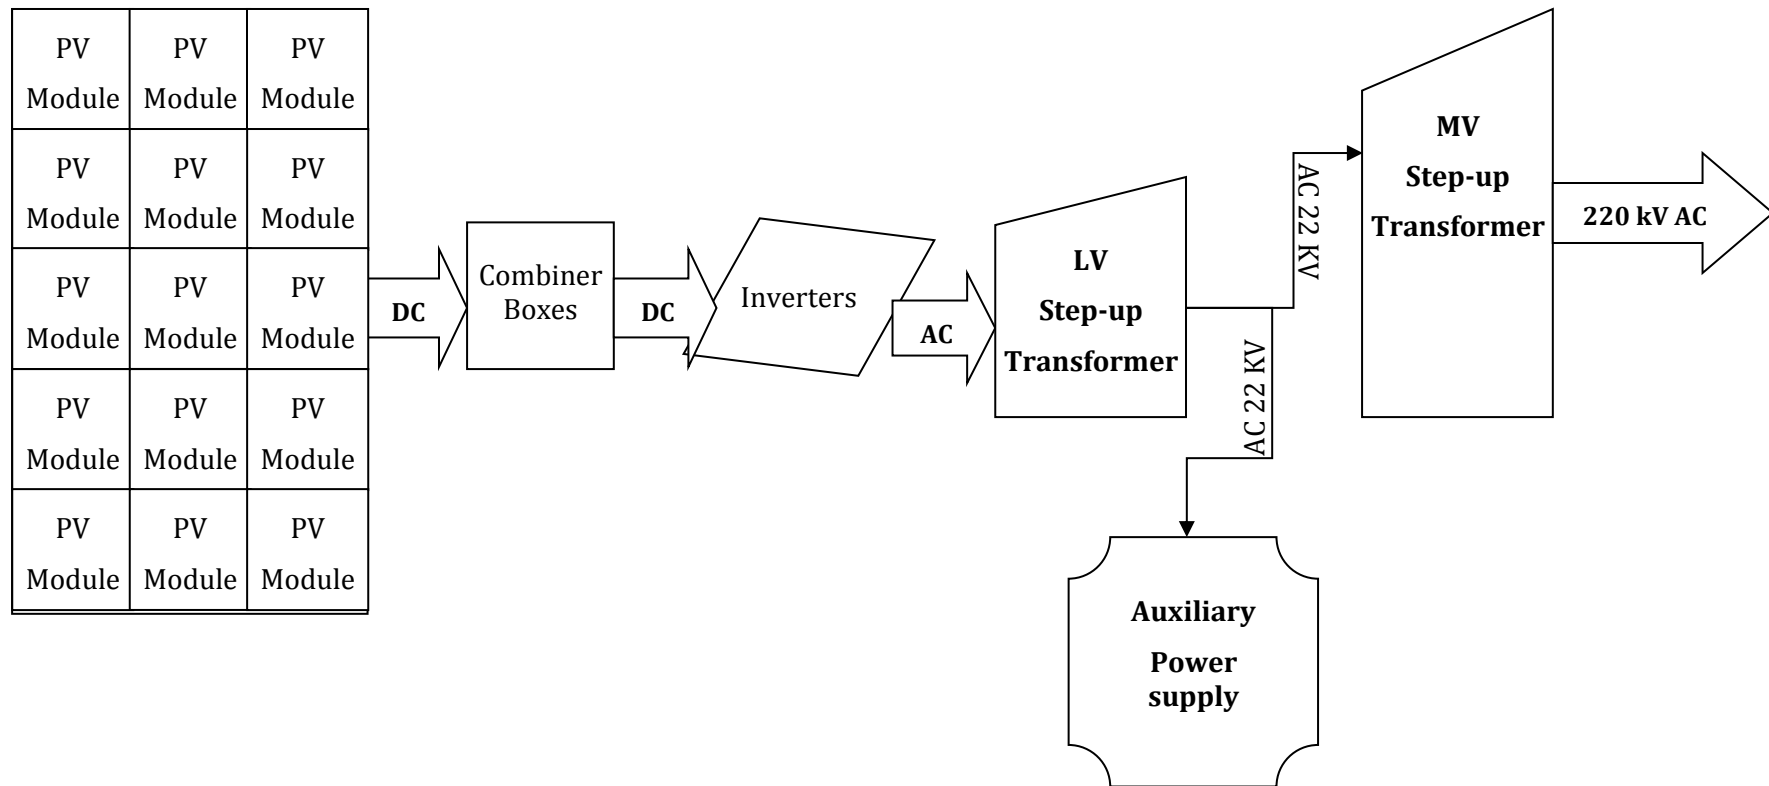 PV PV PV
Module Module Module
PV PV PV
Module Module Module
PV PV PV
Module Module Module
PV PV PV
Module Module Module
PV PV PV
Module Module Module
DC
Combiner
Boxes
DC
Inverters
AC
LV
Step-up
Transformer
AC 22 KV
AC 22 KV
MV
Step-up
Transformer
220 kV AC
Auxiliary
Power
supply